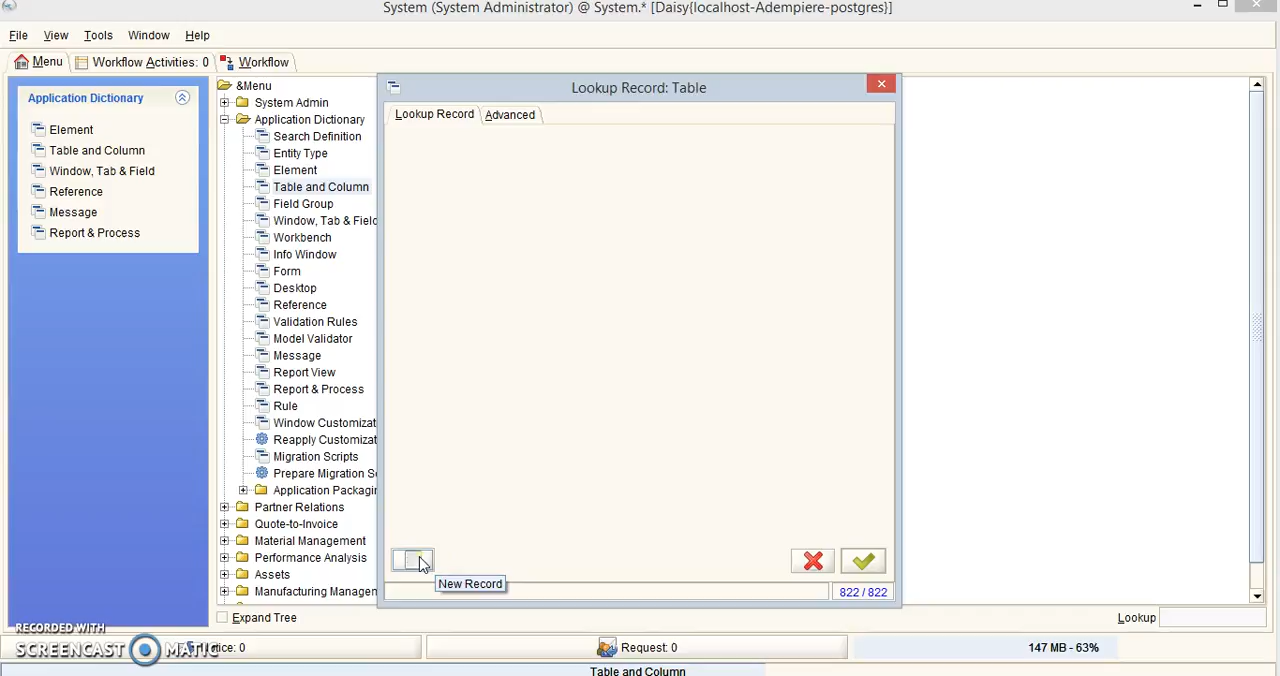 System (System Administrator) @ System.* [Daisy{localhost-Adempiere-postgres}]
File View Tools Window Help
Menu Workflow Activities: 0 Workflow
Application Dictionary
Element
Table and Column
Window, Tab & Field
Reference
Message
Report & Process
&Menu
System Admin
Application Dictionary
Search Definition
Entity Type
Element
Table and Column
Field Group
Window, Tab & Field
Workbench
Info Window
Form
Desktop
Reference
Validation Rules
Model Validator
Message
Report View
Report & Process
Rule
Window Customizat
Reapply Customizat
Migration Scripts
Prepare Migration S
Application Packagin
Partner Relations
Quote-to-Invoice
Material Management
Performance Analysis
Assets
Manufacturing Managem
Expand Tree
Lookup Record: Table
Lookup Record Advanced
New Record
822 / 822
Lookup
RECORDED WITH
SCREENCAST MATIC
Request: 0
147 MB - 63%
Table and Column